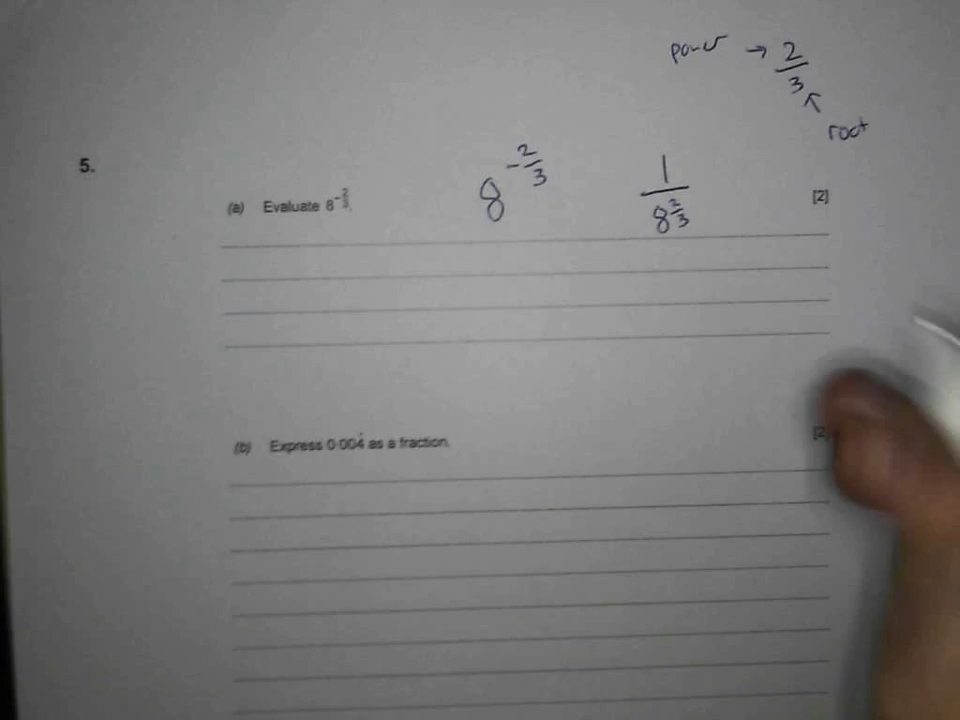 power → 2/3
root
5.
(a) Evaluate 8^-2/3. 8^-2/3 1/8^2/3 [2]
(b) Express 0·004̇ as a fraction. [2]